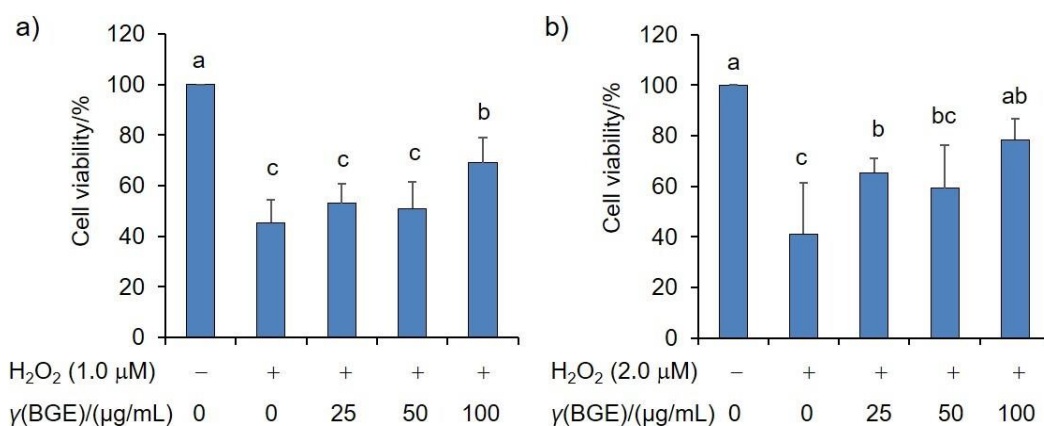 a)
120
100
80
60
40
20
0
Cell viability/%
a
c
c
c
b
H₂O₂ (1.0 μM) – + + + +
γ(BGE)/(μg/mL) 0 0 25 50 100
b)
120
100
80
60
40
20
0
Cell viability/%
a
c
b
bc
ab
H₂O₂ (2.0 μM) – + + + +
γ(BGE)/(μg/mL) 0 0 25 50 100